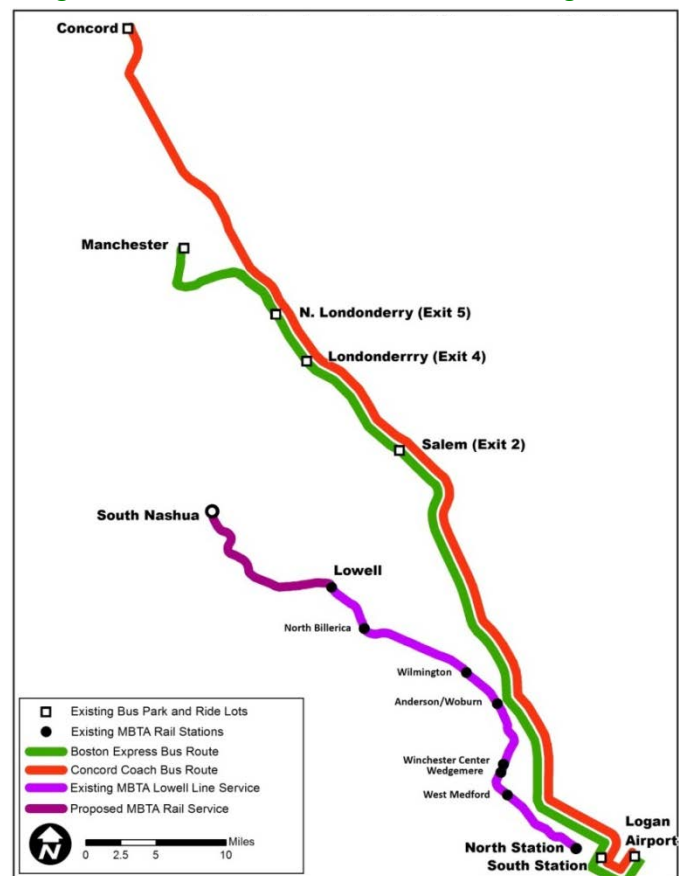 Concord
Manchester
N. Londonderry (Exit 5)
Londonderrry (Exit 4)
Salem (Exit 2)
South Nashua
Lowell
North Billerica
Wilmington
Anderson/Woburn
Winchester Center
Wedgemere
West Medford
Logan
Airport
North Station
South Station
Existing Bus Park and Ride Lots
Existing MBTA Rail Stations
Boston Express Bus Route
Concord Coach Bus Route
Existing MBTA Lowell Line Service
Proposed MBTA Rail Service
N
Miles
0 2.5 5 10